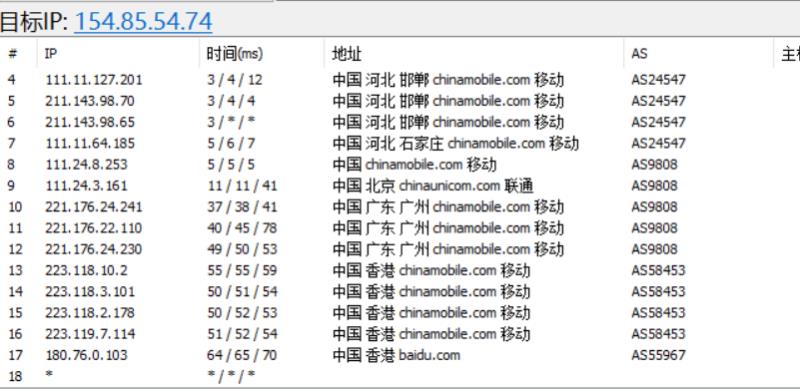 目标IP: 154.85.54.74
# IP 时间(ms) 地址 AS
4 111.11.127.201 3 / 4 / 12 中国 河北 邯郸 chinamobile.com 移动 AS24547
5 211.143.98.70 3 / 4 / 4 中国 河北 邯郸 chinamobile.com 移动 AS24547
6 211.143.98.65 3 / * / * 中国 河北 邯郸 chinamobile.com 移动 AS24547
7 111.11.64.185 5 / 6 / 7 中国 河北 石家庄 chinamobile.com 移动 AS24547
8 111.24.8.253 5 / 5 / 5 中国 chinamobile.com 移动 AS9808
9 111.24.3.161 11 / 11 / 41 中国 北京 chinaunicom.com 联通 AS9808
10 221.176.24.241 37 / 38 / 41 中国 广东 广州 chinamobile.com 移动 AS9808
11 221.176.22.110 40 / 45 / 78 中国 广东 广州 chinamobile.com 移动 AS9808
12 221.176.24.230 49 / 50 / 53 中国 广东 广州 chinamobile.com 移动 AS9808
13 223.118.10.2 55 / 55 / 59 中国 香港 chinamobile.com 移动 AS58453
14 223.118.3.101 50 / 51 / 54 中国 香港 chinamobile.com 移动 AS58453
15 223.118.2.178 50 / 52 / 53 中国 香港 chinamobile.com 移动 AS58453
16 223.119.7.114 51 / 52 / 54 中国 香港 chinamobile.com 移动 AS58453
17 180.76.0.103 64 / 65 / 70 中国 香港 baidu.com AS55967
18 * * / * / *